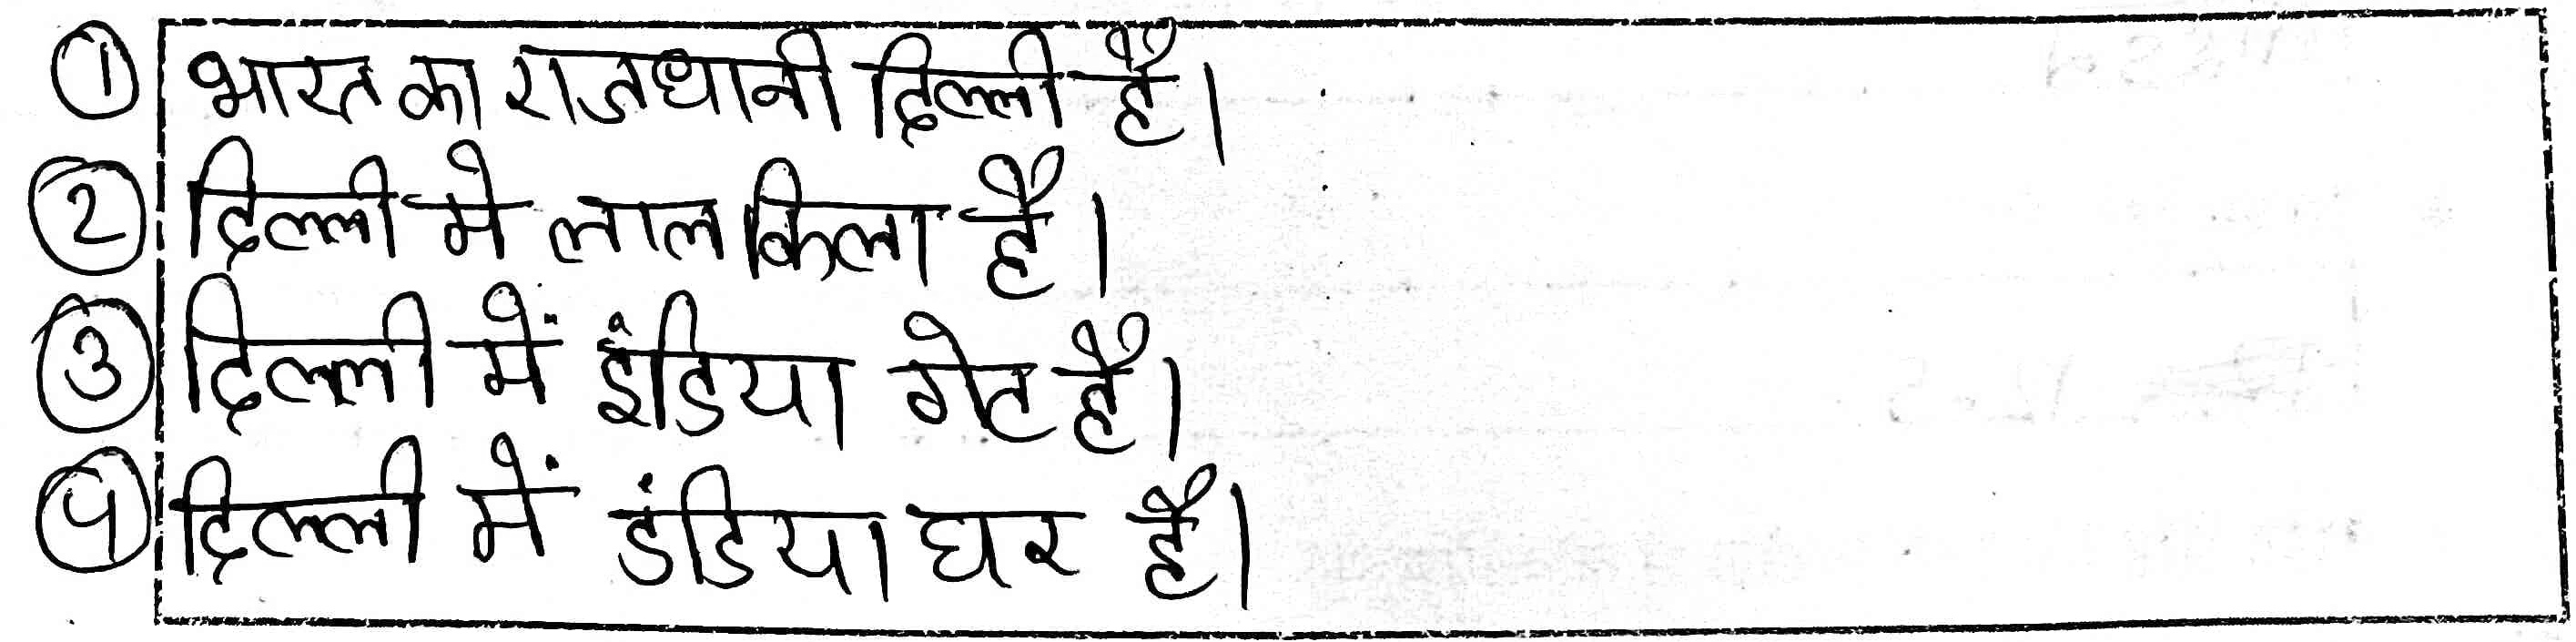 ① भारत का राजधानी दिल्ली है।
② दिल्ली मे लाल किला है।
③ दिल्ली में इंडिया गेट है।
④ दिल्ली में डंडिया घर है।